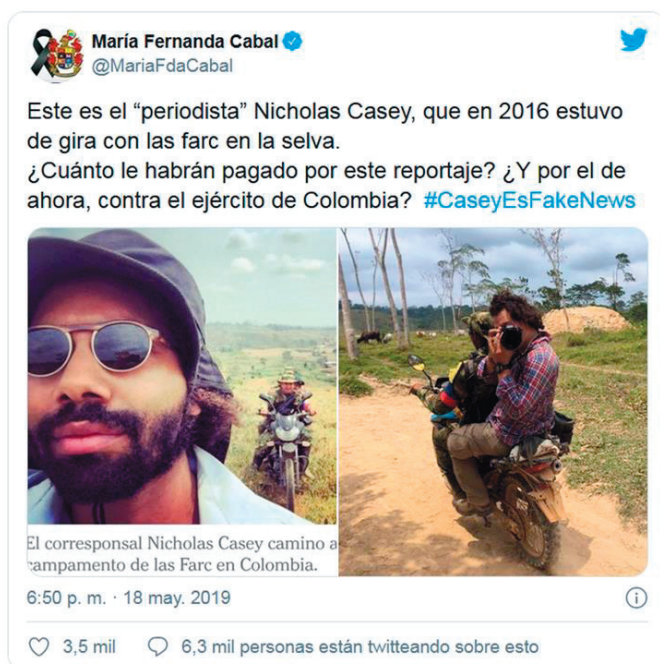 María Fernanda Cabal
@MariaFdaCabal
Este es el “periodista” Nicholas Casey, que en 2016 estuvo
de gira con las farc en la selva.
¿Cuánto le habrán pagado por este reportaje? ¿Y por el de
ahora, contra el ejército de Colombia? #CaseyEsFakeNews
El corresponsal Nicholas Casey camino a
campamento de las Farc en Colombia.
6:50 p. m. · 18 may. 2019
3,5 mil 6,3 mil personas están twitteando sobre esto